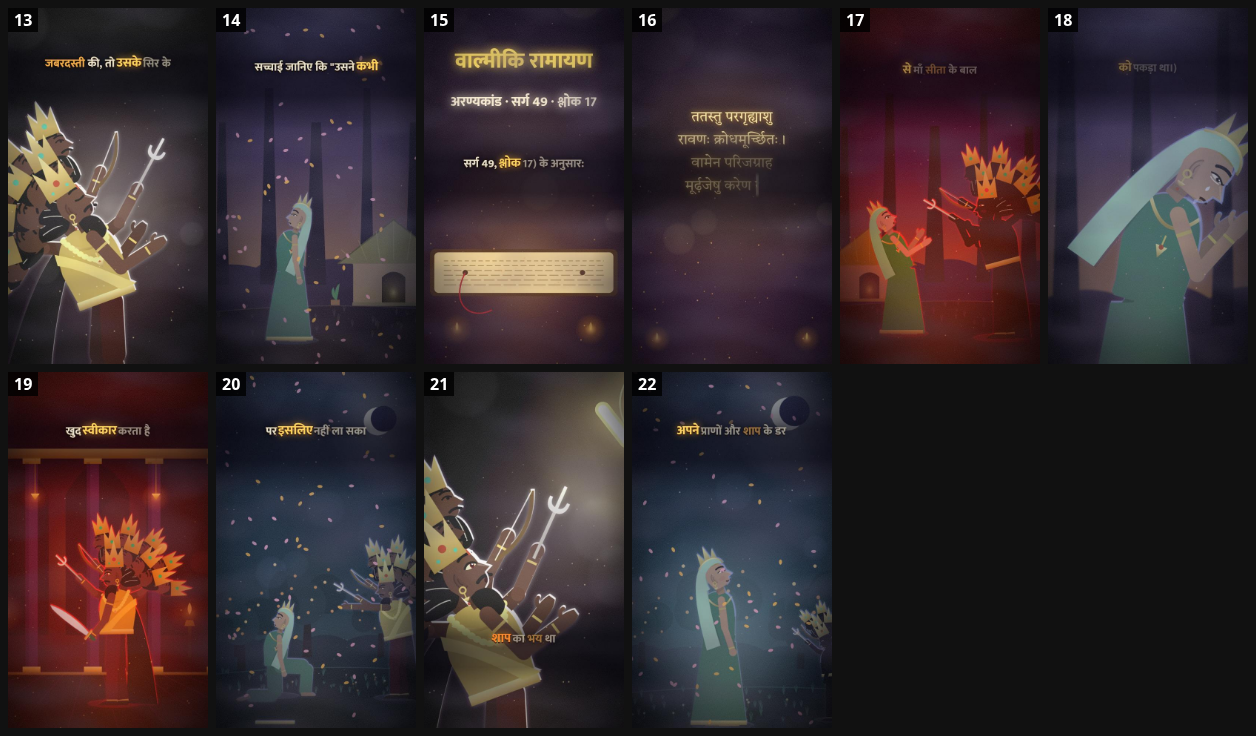 13
जबरदस्ती की, तो उसके सिर के
14
सच्चाई जानिए कि "उसने कभी
15
वाल्मीकि रामायण
अरण्यकांड · सर्ग 49 · श्लोक 17
सर्ग 49, श्लोक 17) के अनुसार:
16
ततस्तु परगृह्याशु
रावणः क्रोधमूर्च्छितः ।
वामेन परिजग्राह
मूर्द्धजेषु करेण
17
से माँ सीता के बाल
18
को पकड़ा था।)
19
खुद स्वीकार करता है
20
पर इसलिए नहीं ला सका
21
शाप का भय था
22
अपने प्राणों और शाप के डर